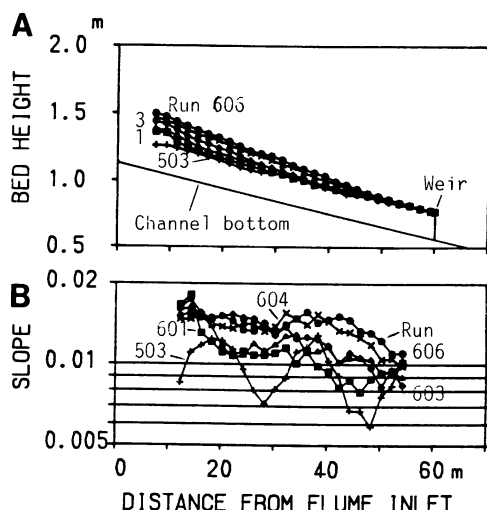 A
m
2.0
1.5
1.0
0.5
BED HEIGHT
Run 606
3
1
503
Weir
Channel bottom
B
0.02
0.01
0.005
SLOPE
604
601
503
Run
606
603
0 20 40 60 m
DISTANCE FROM FLUME INLET